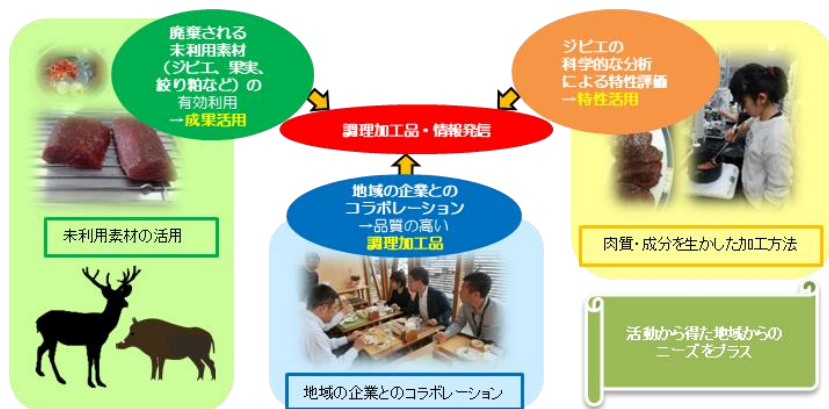 廃棄される
未利用素材
（ジビエ、果実、
絞り粕など）の
有効利用
→成果活用
ジビエの
科学的な分析
による特性評価
→特性活用
調理加工品・情報発信
地域の企業との
コラボレーション
→品質の高い
調理加工品
未利用素材の活用
肉質・成分を生かした加工方法
活動から得た地域からの
ニーズをプラス
地域の企業とのコラボレーション